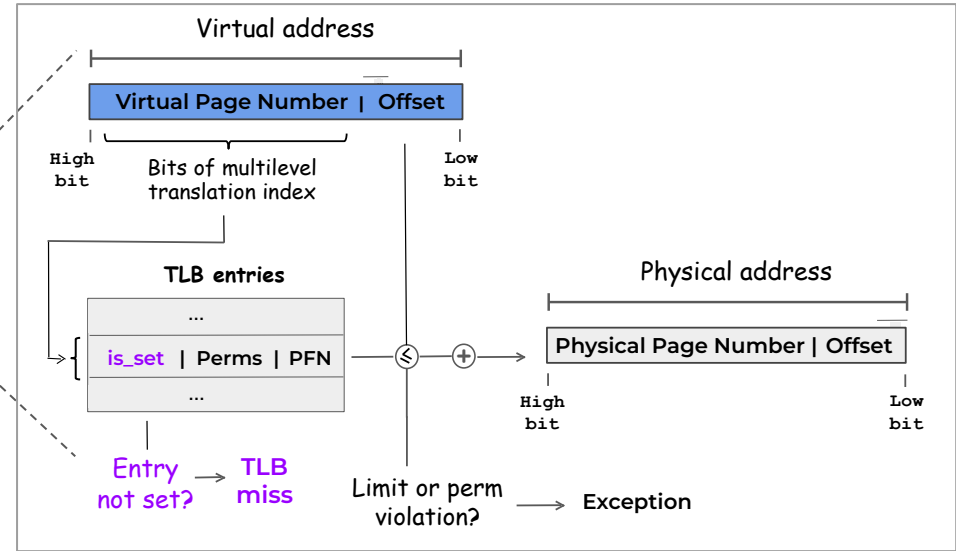 Virtual address
Virtual Page Number | Offset
High
bit
Low
bit
Bits of multilevel
translation index
TLB entries
...
is_set | Perms | PFN
...
≤
+
Physical address
Physical Page Number | Offset
High
bit
Low
bit
Entry
not set?
TLB
miss
Limit or perm
violation?
Exception